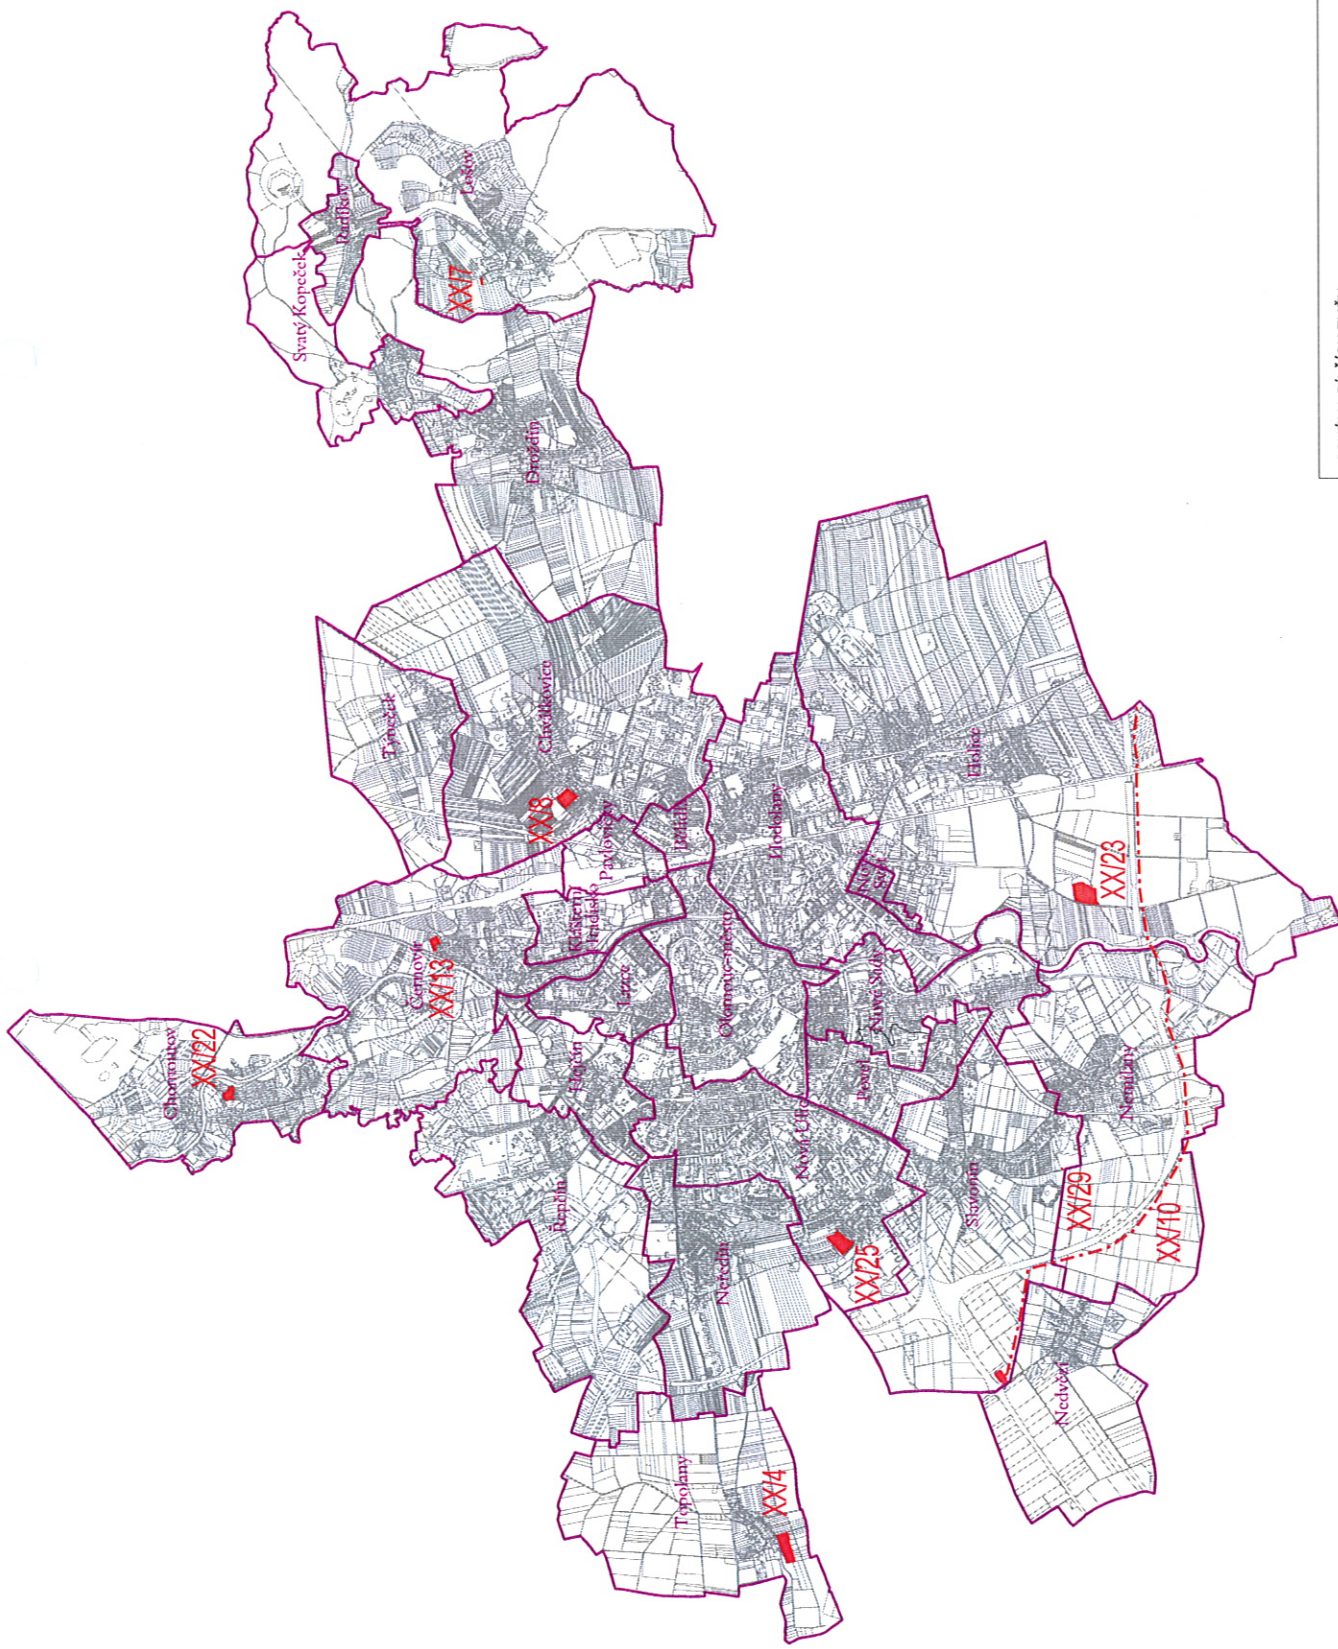 Svatý Kopeček
Radíkov
Lošov
XX/7
Droždín
Týneček
Chválkovice
XX/8
Pavlovičky
Bělidla
Hodolany
Nový
Svět
Holice
XX/23
Chomoutov
XX/22
Černovír
XX/13
Klášterní
Hradisko
Lazce
Olomouc-město
Nové Sady
Hejčín
Povel
Nová Ulice
Nemilany
Slavonín
XX/29
XX/10
Řepčín
Neředín
XX/25
Nedvězí
Topolany
XX/4